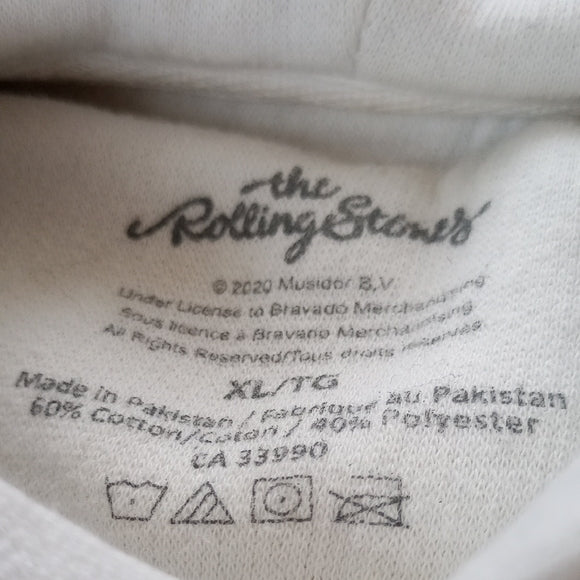 the
Rolling Stones
© 2020 Musidor B.V.
Under License to Bravado Merchandising
Sous licence à Bravado Merchandising
All Rights Reserved/Tous droits réservés
XL/TG
Made in Pakistan / Fabriqué au Pakistan
60% Cotton/Coton / 40% Polyester
CA 33990